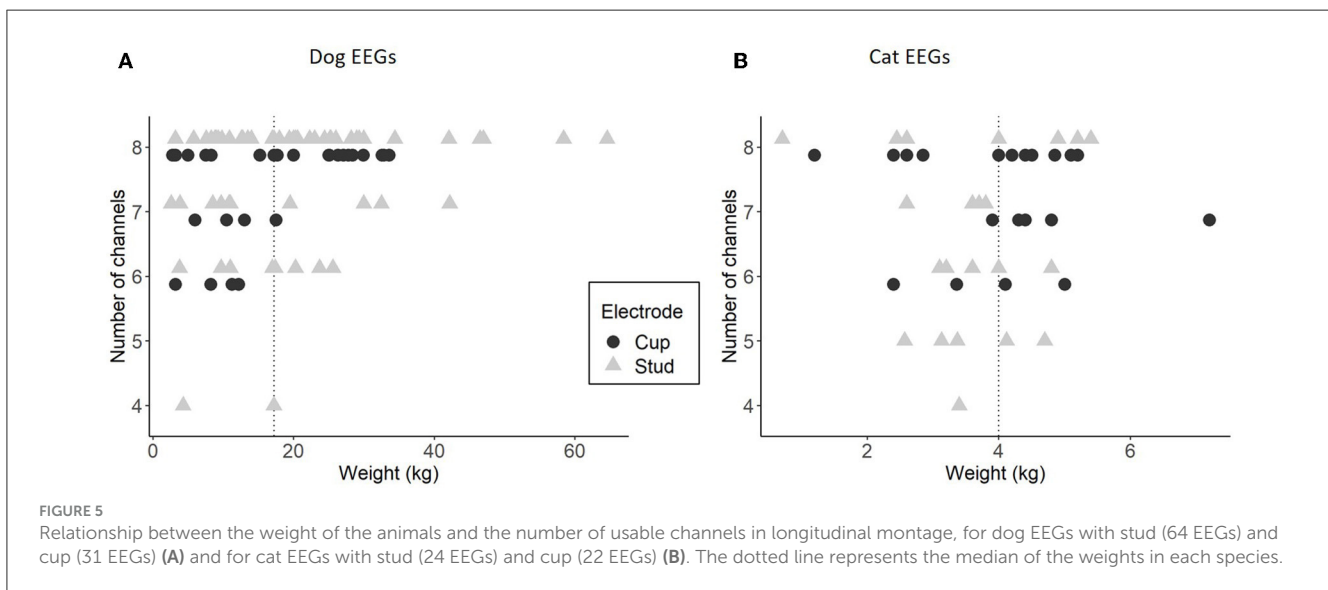 A
Dog EEGs
Number of channels
8
7
6
5
4
0
20
40
60
Weight (kg)
Electrode
Cup
Stud
B
Cat EEGs
Number of channels
8
7
6
5
4
2
4
6
Weight (kg)
FIGURE 5
Relationship between the weight of the animals and the number of usable channels in longitudinal montage, for dog EEGs with stud (64 EEGs) and
cup (31 EEGs) (A) and for cat EEGs with stud (24 EEGs) and cup (22 EEGs) (B). The dotted line represents the median of the weights in each species.